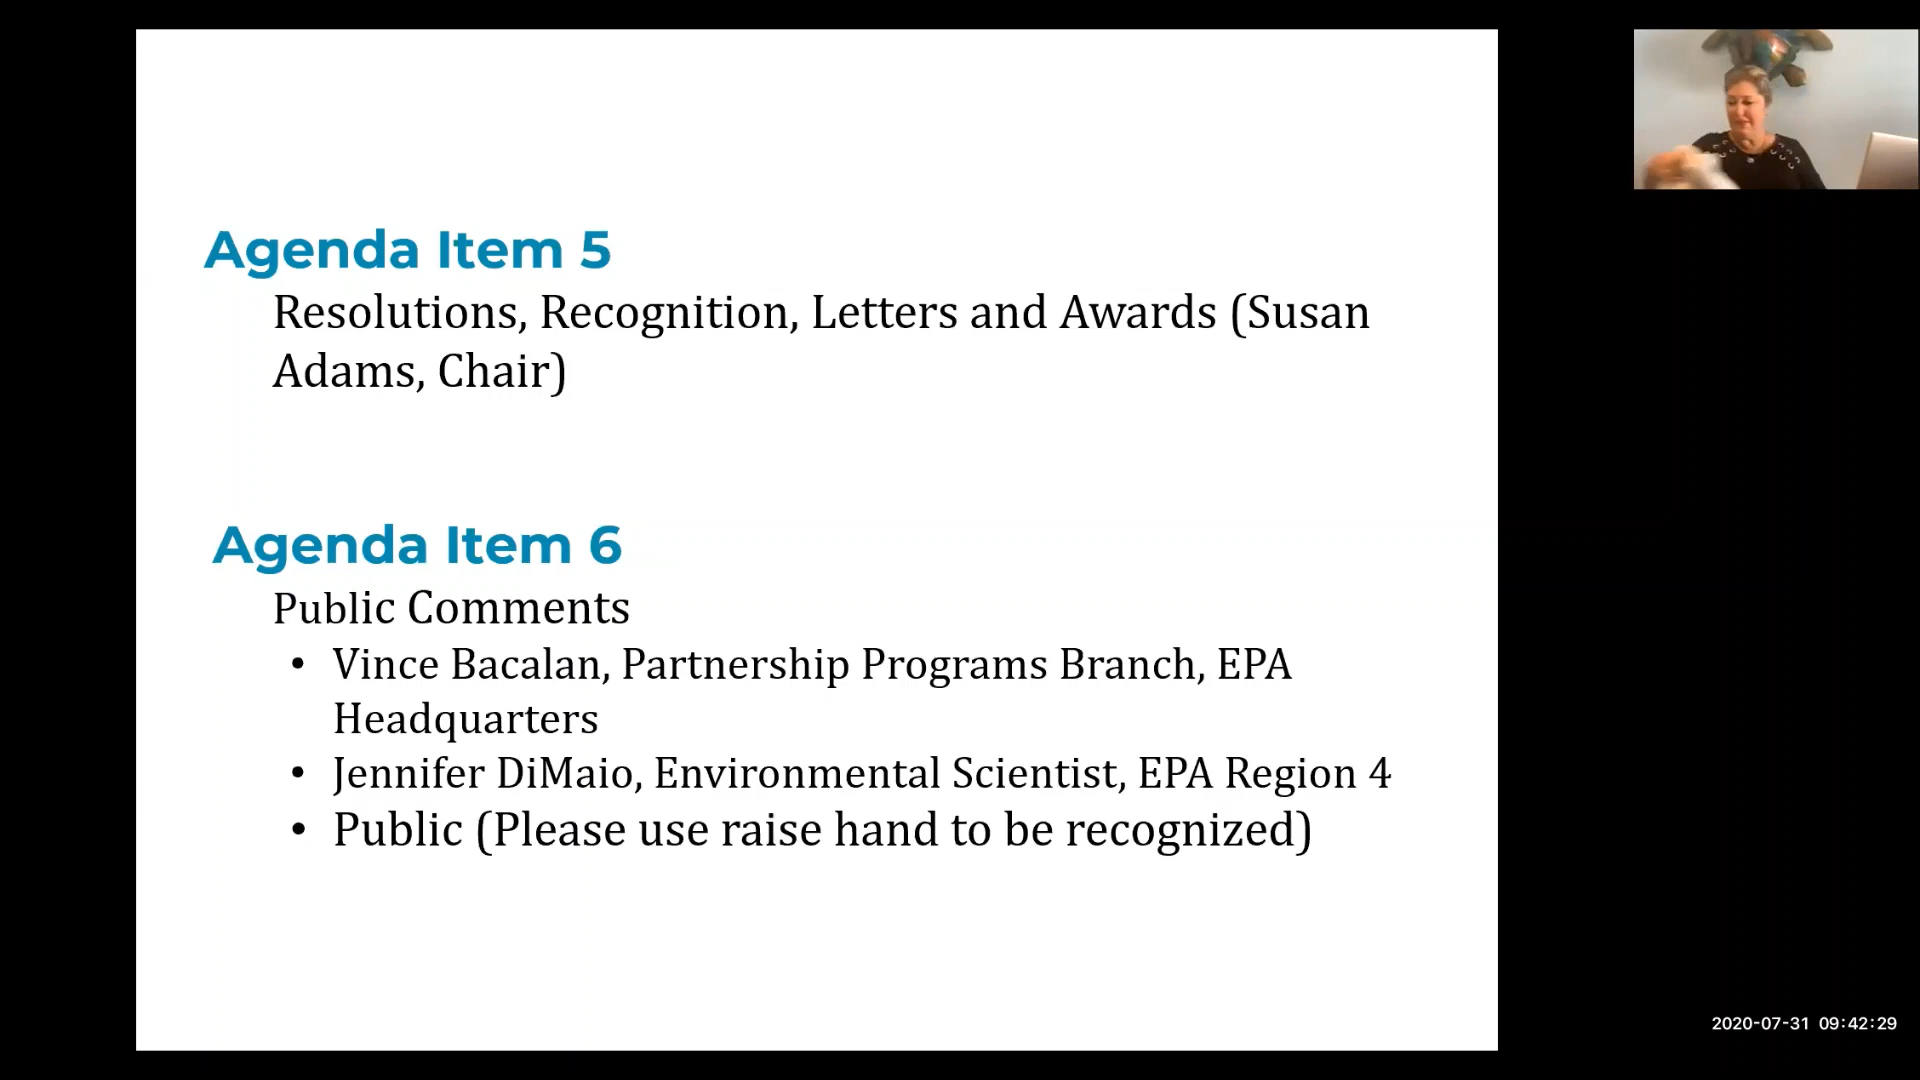 Agenda Item 5
Resolutions, Recognition, Letters and Awards (Susan
Adams, Chair)
Agenda Item 6
Public Comments
• Vince Bacalan, Partnership Programs Branch, EPA
Headquarters
• Jennifer DiMaio, Environmental Scientist, EPA Region 4
• Public (Please use raise hand to be recognized)
2020-07-31 09:42:29